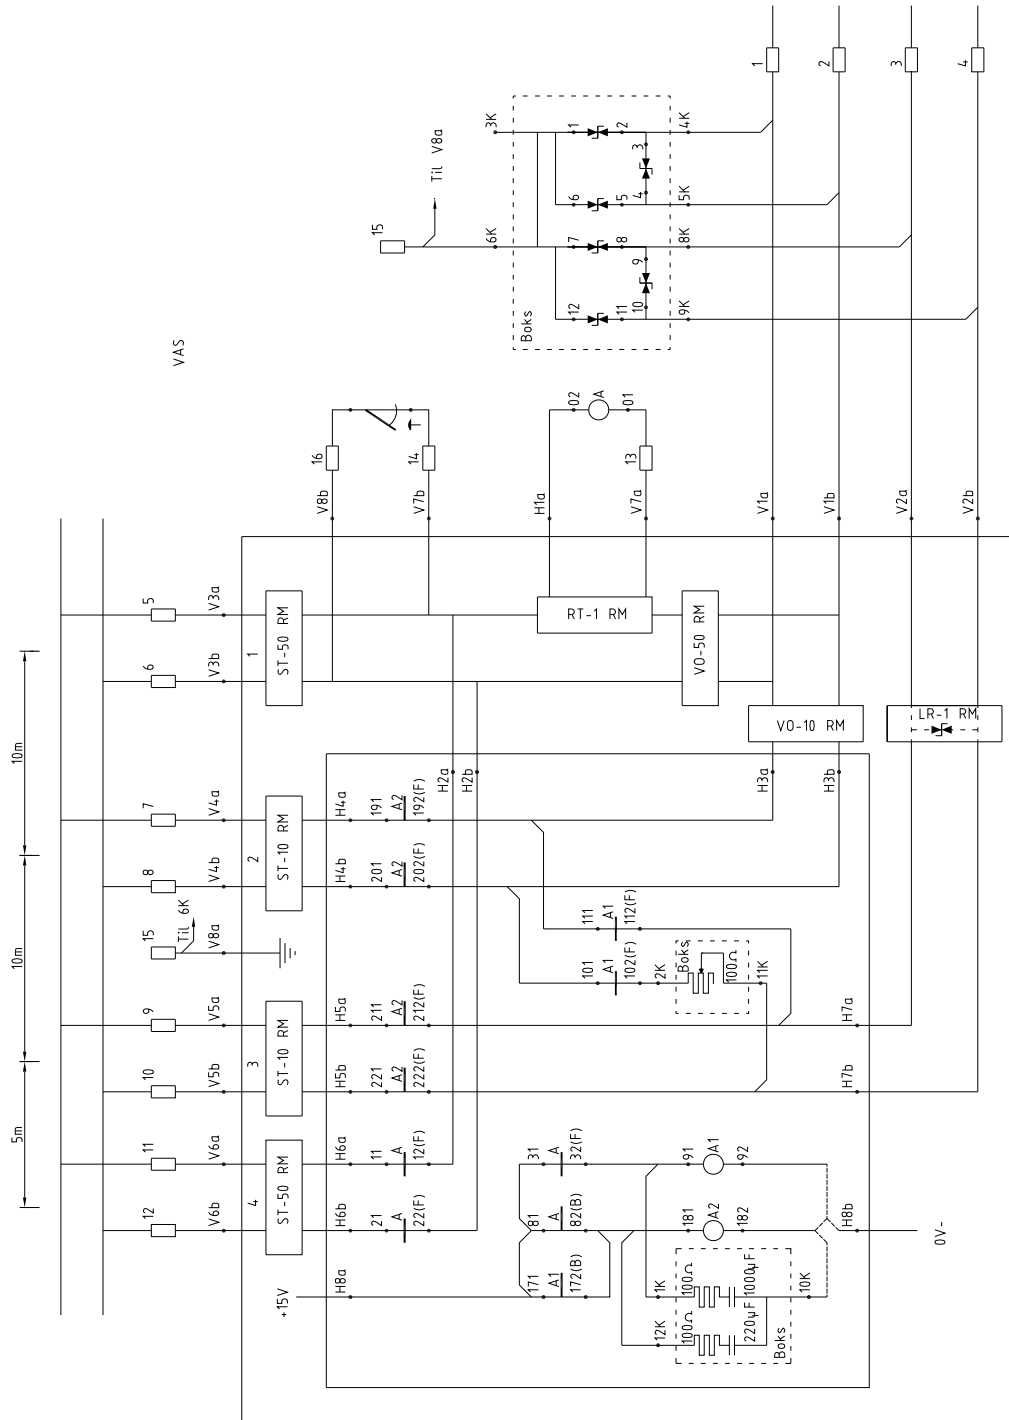 1
2
3
4
3K
1
2
4K
3
Til V8a
6
5
4
5K
15
6K
7
8
8K
9
12
11
10
9K
Boks
VAS
02
A
01
16
14
13
V8b
V7b
H1a
V7a
V1a
V1b
V2a
V2b
5
V3a
ST-50 RM
1
RT-1 RM
VO-50 RM
6
V3b
LR-1 RM
VO-10 RM
10m
H2a
H2b
H3a
H3b
7
V4a
H4a
191
A2
192(F)
2
ST-10 RM
8
V4b
H4b
201
A2
202(F)
15
Til 6K
V8a
10m
111
A1
112(F)
101
A1
102(F)
2K
Boks
100Ω
11K
9
V5a
H5a
211
A2
212(F)
H7a
3
ST-10 RM
10
V5b
H5b
221
A2
222(F)
H7b
5m
11
V6a
H6a
11
A
12(F)
31
A
32(F)
91
A1
92
4
ST-50 RM
12
V6b
H6b
21
A
22(F)
81
A
82(B)
181
A2
182
H8b
0V-
+15V
H8a
171
A1
172(B)
1K
100Ω
1000µF
10K
12K
100Ω
220µF
Boks